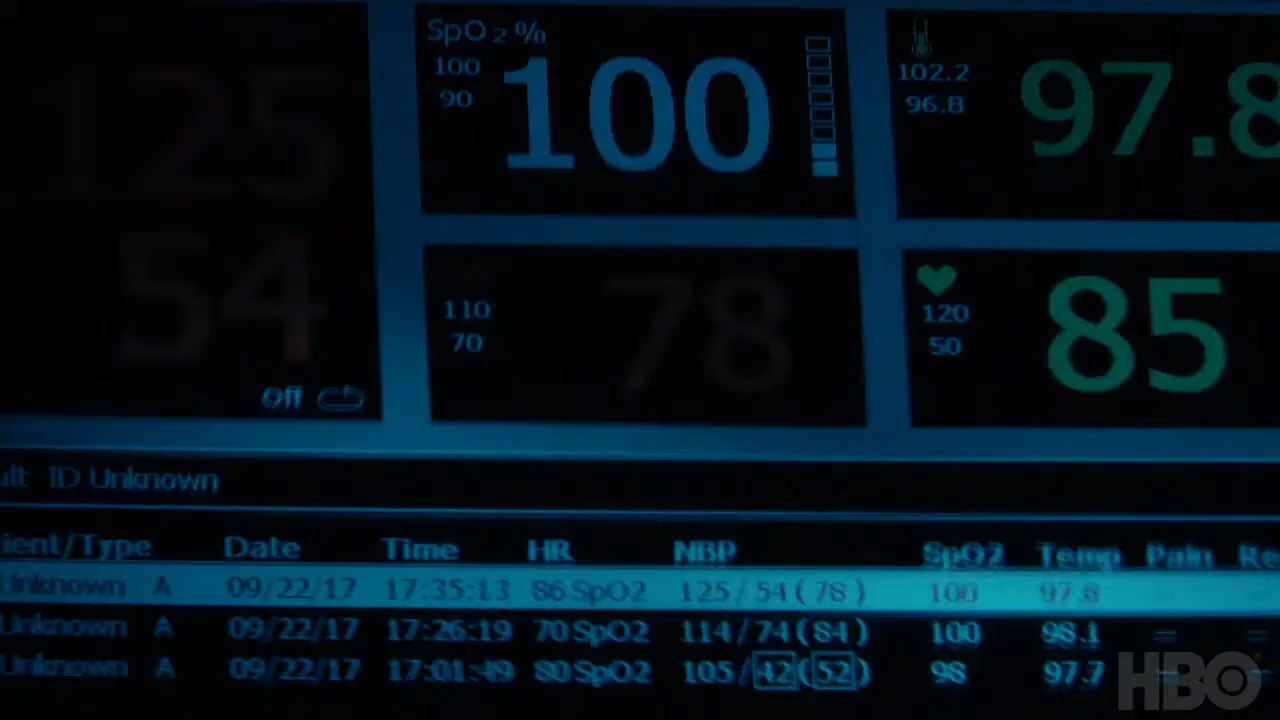 125
54
Off
SpO2%
100
90
100
102.2
96.8
97.8
110
70
78
120
50
85
ID Unknown
Date Time HR NBP SpO2 Temp Pain
Unknown A 09/22/17 17:35:13 86 SpO2 125/54(78) 100 97.8
Unknown A 09/22/17 17:26:19 70 SpO2 114/74(84) 100 98.1 --
Unknown A 09/22/17 17:01:49 80 SpO2 105/42(52) 98 97.7 --
HBO